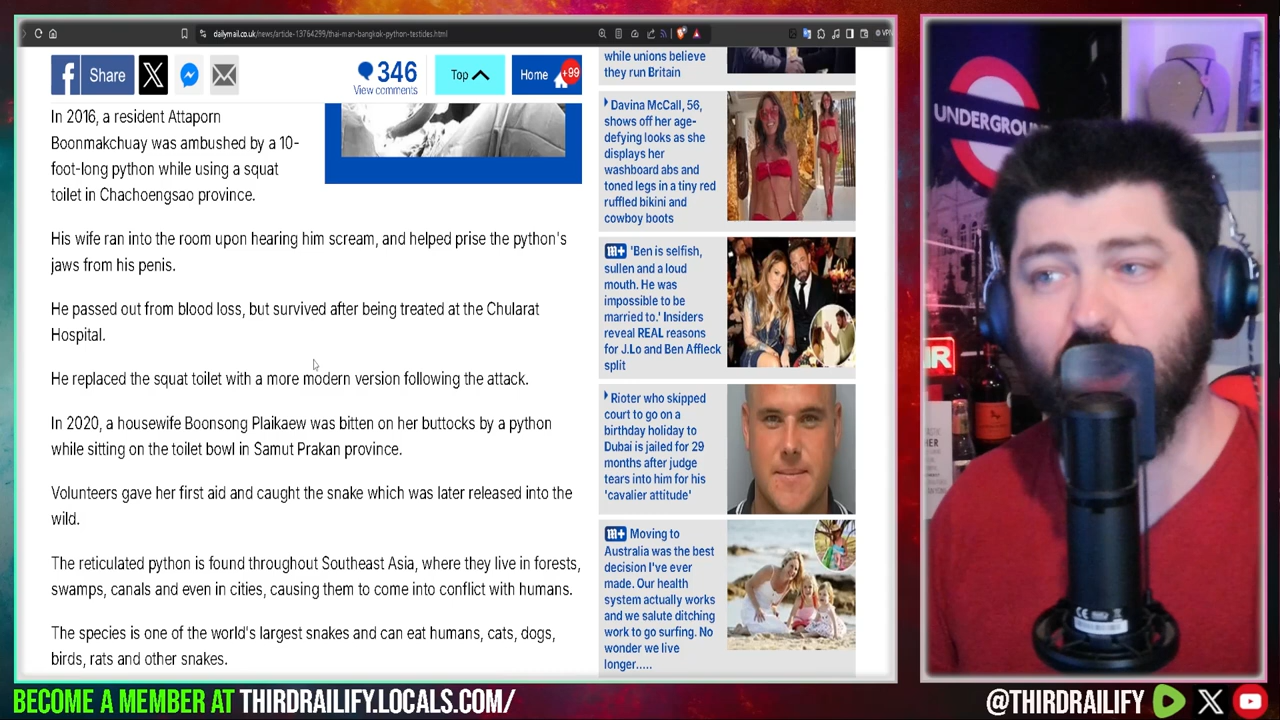 dailymail.co.uk/news/article-13764299/thai-man-bangkok-python-testicles.html
VPN
Share
346
View comments
Top
Home
+99
In 2016, a resident Attaporn
Boonmakchuay was ambushed by a 10-
foot-long python while using a squat
toilet in Chachoengsao province.
His wife ran into the room upon hearing him scream, and helped prise the python's
jaws from his penis.
He passed out from blood loss, but survived after being treated at the Chularat
Hospital.
He replaced the squat toilet with a more modern version following the attack.
In 2020, a housewife Boonsong Plaikaew was bitten on her buttocks by a python
while sitting on the toilet bowl in Samut Prakan province.
Volunteers gave her first aid and caught the snake which was later released into the
wild.
The reticulated python is found throughout Southeast Asia, where they live in forests,
swamps, canals and even in cities, causing them to come into conflict with humans.
The species is one of the world's largest snakes and can eat humans, cats, dogs,
birds, rats and other snakes.
while unions believe
they run Britain
Davina McCall, 56,
shows off her age-
defying looks as she
displays her
washboard abs and
toned legs in a tiny red
ruffled bikini and
cowboy boots
'Ben is selfish,
sullen and a loud
mouth. He was
impossible to be
married to.' Insiders
reveal REAL reasons
for J.Lo and Ben Affleck
split
Rioter who skipped
court to go on a
birthday holiday to
Dubai is jailed for 29
months after judge
tears into him for his
'cavalier attitude'
Moving to
Australia was the best
decision I've ever
made. Our health
system actually works
and we salute ditching
work to go surfing. No
wonder we live
longer.....
UNDERGROUN
BECOME A MEMBER AT THIRDRAILIFY.LOCALS.COM/
@THIRDRAILIFY